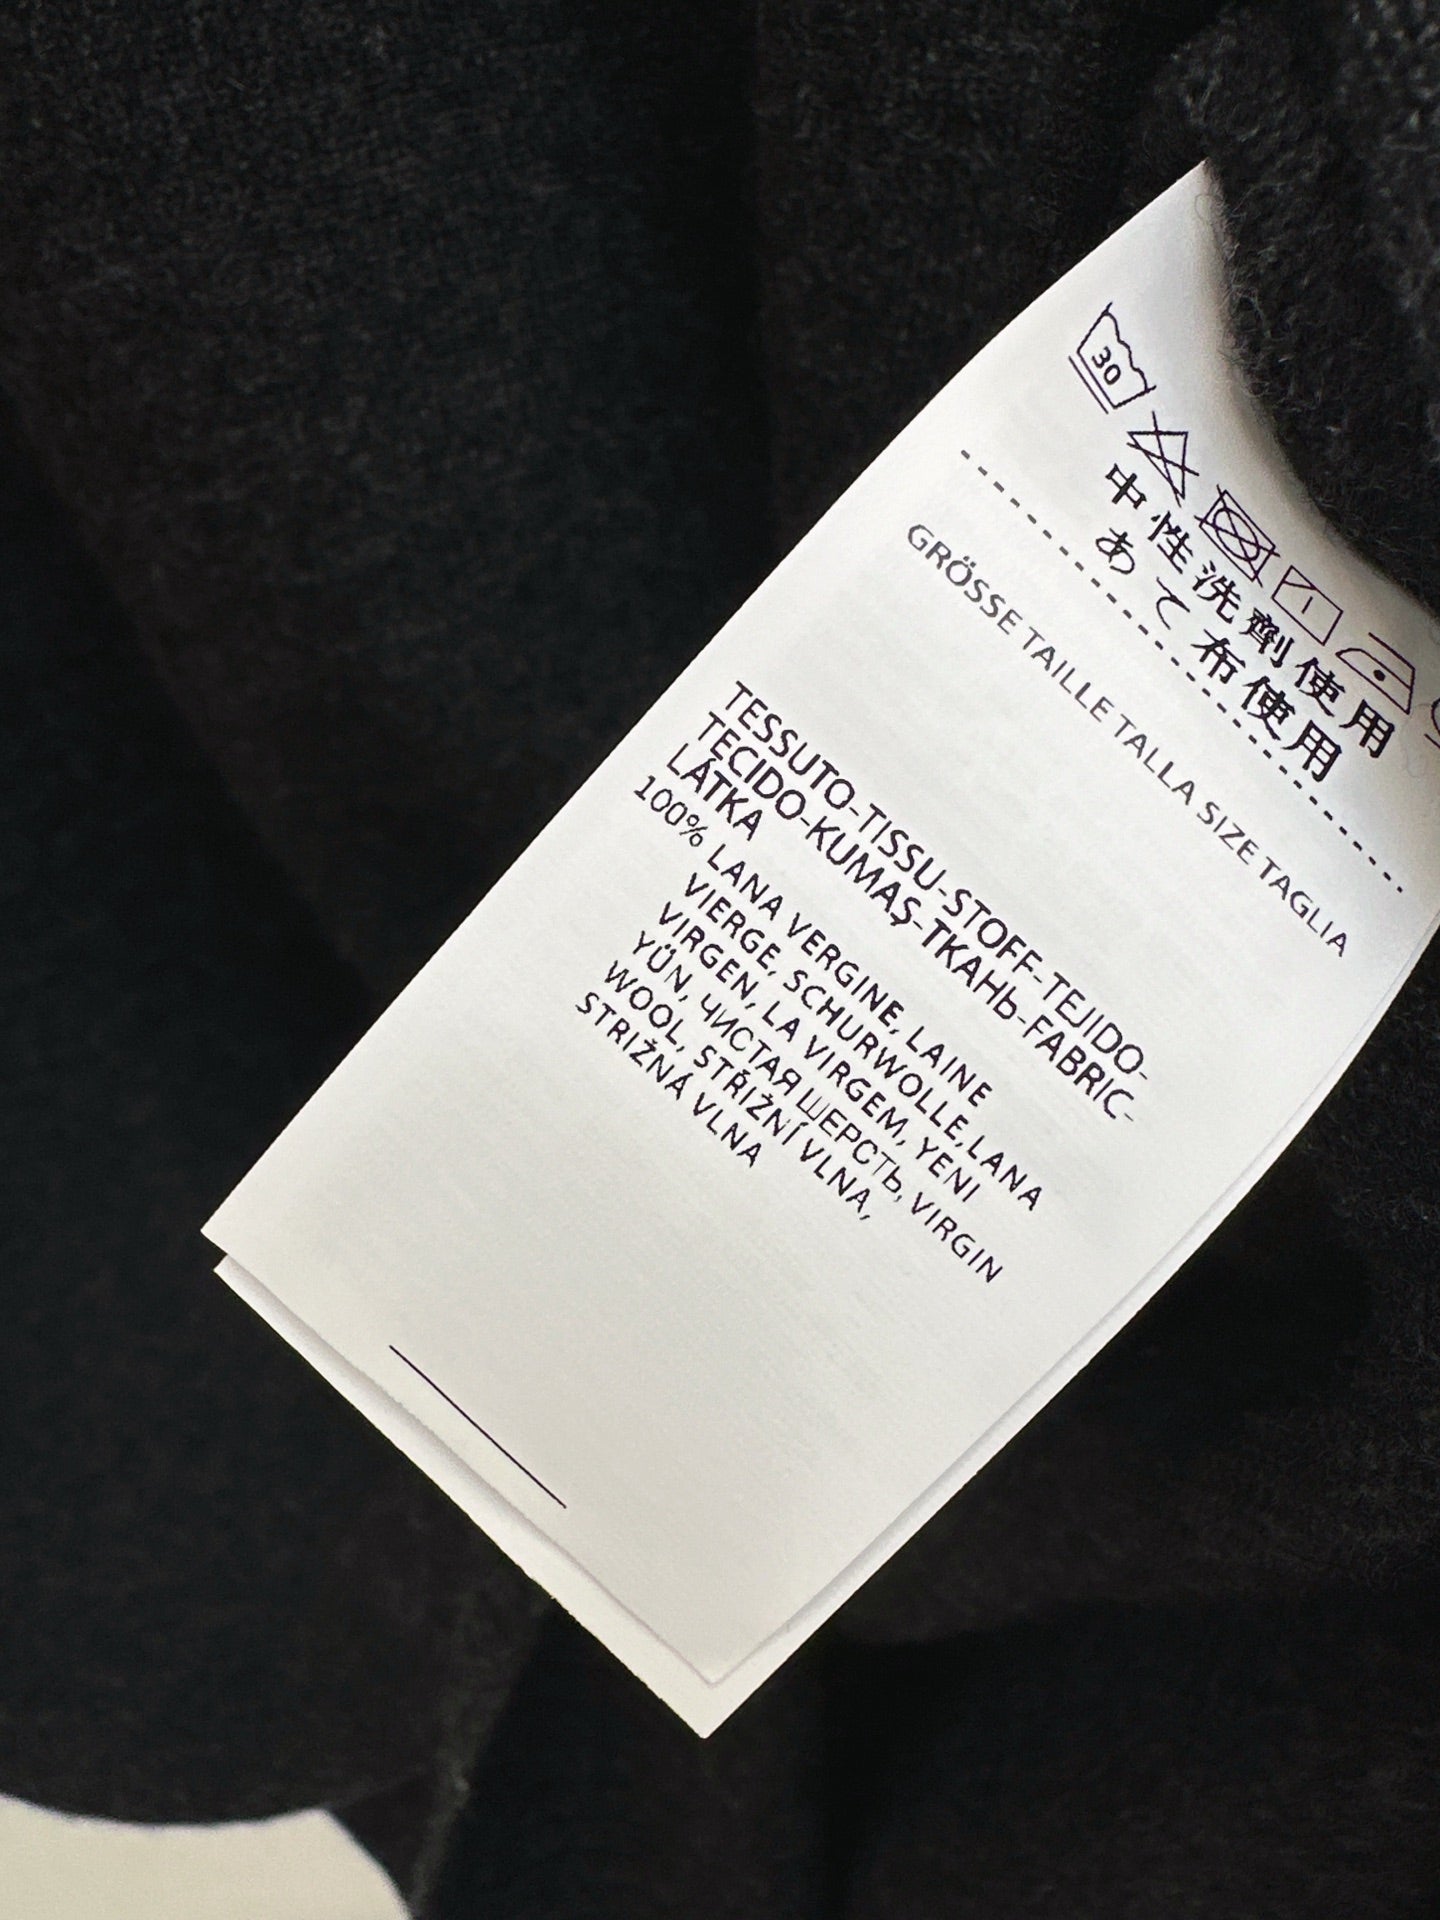 30
中性洗剤使用
あて布使用
GRÖSSE TAILLE TALLA SIZE TAGLIA
TESSUTO-TISSU-STOFF-TEJIDO-
TECIDO-KUMAŞ-ТКАНЬ-FABRIC-
LÁTKA
100% LANA VERGINE, LAINE
VIERGE, SCHURWOLLE, LANA
VIRGEN, LA VIRGEM, YENI
YÜN, ЧИСТАЯ ШЕРСТЬ, VIRGIN
WOOL, STŘIŽNÍ VLNA,
STRIŽNÁ VLNA